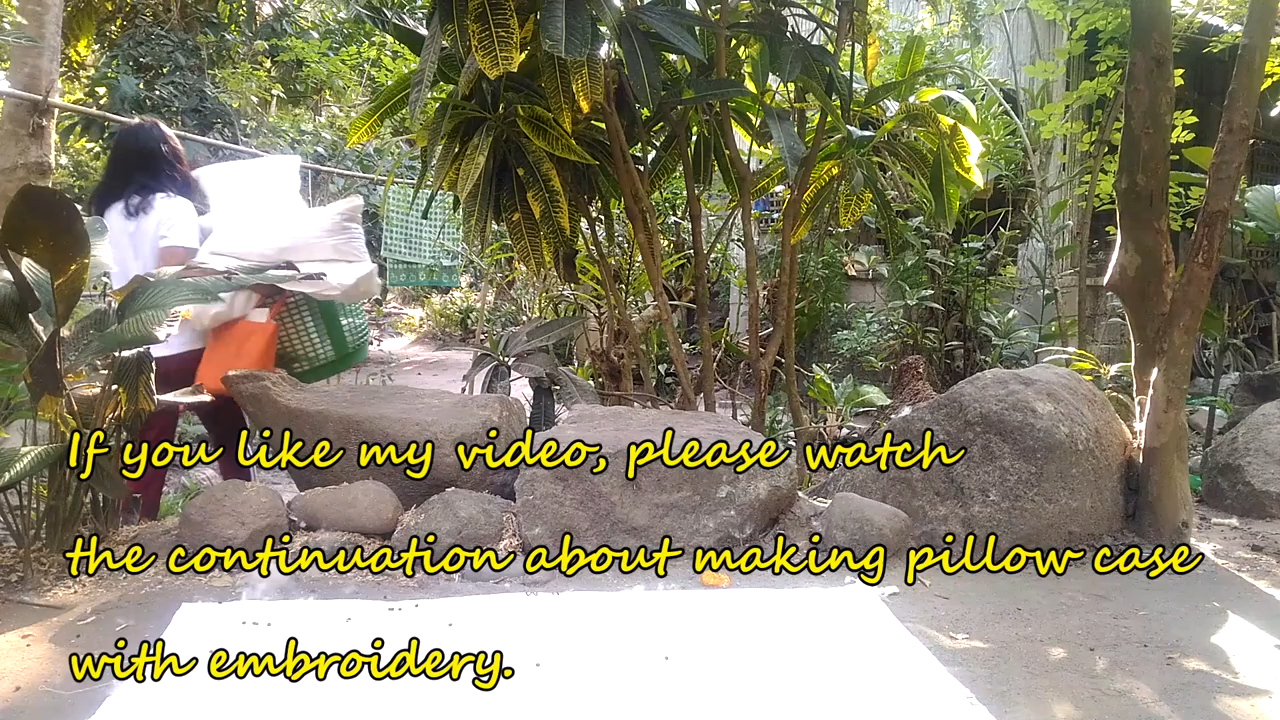 If you like my video, please watch
the continuation about making pillow case
with embroidery.